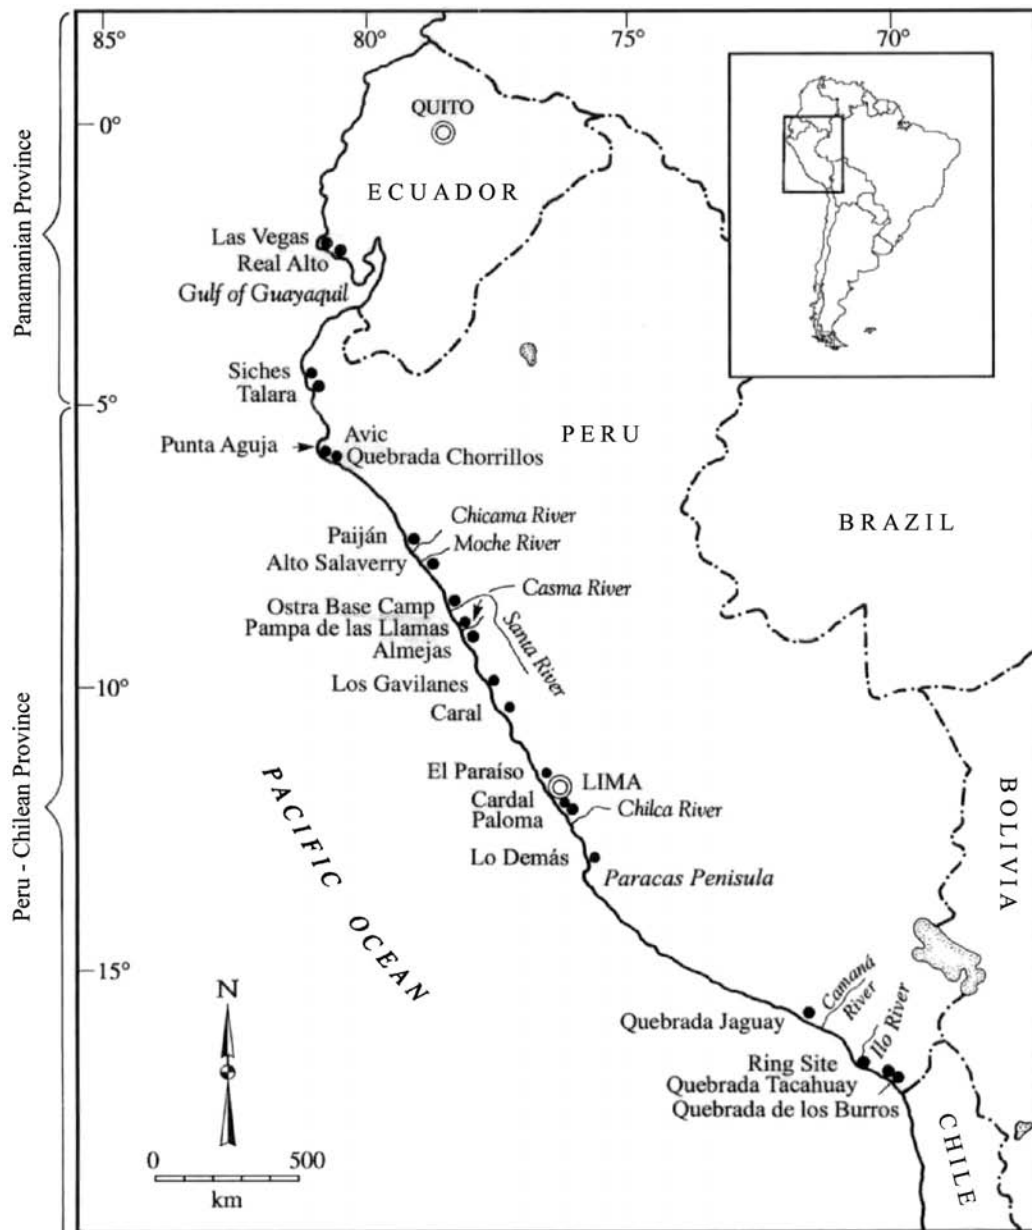 85°
80°
75°
70°
0°
5°
10°
15°
Panamanian Province
Peru - Chilean Province
QUITO
ECUADOR
Las Vegas
Real Alto
Gulf of Guayaquil
Siches
Talara
PERU
Punta Aguja
Avic
Quebrada Chorrillos
BRAZIL
Paiján
Chicama River
Alto Salaverry
Moche River
Casma River
Ostra Base Camp
Pampa de las Llamas
Almejas
Santa River
Los Gavilanes
Caral
El Paraíso
LIMA
Cardal
Paloma
Chilca River
Lo Demás
Paracas Penisula
PACIFIC OCEAN
BOLIVIA
Quebrada Jaguay
Camaná
River
Ilo River
Ring Site
Quebrada Tacahuay
Quebrada de los Burros
CHILE
N
0 500
km